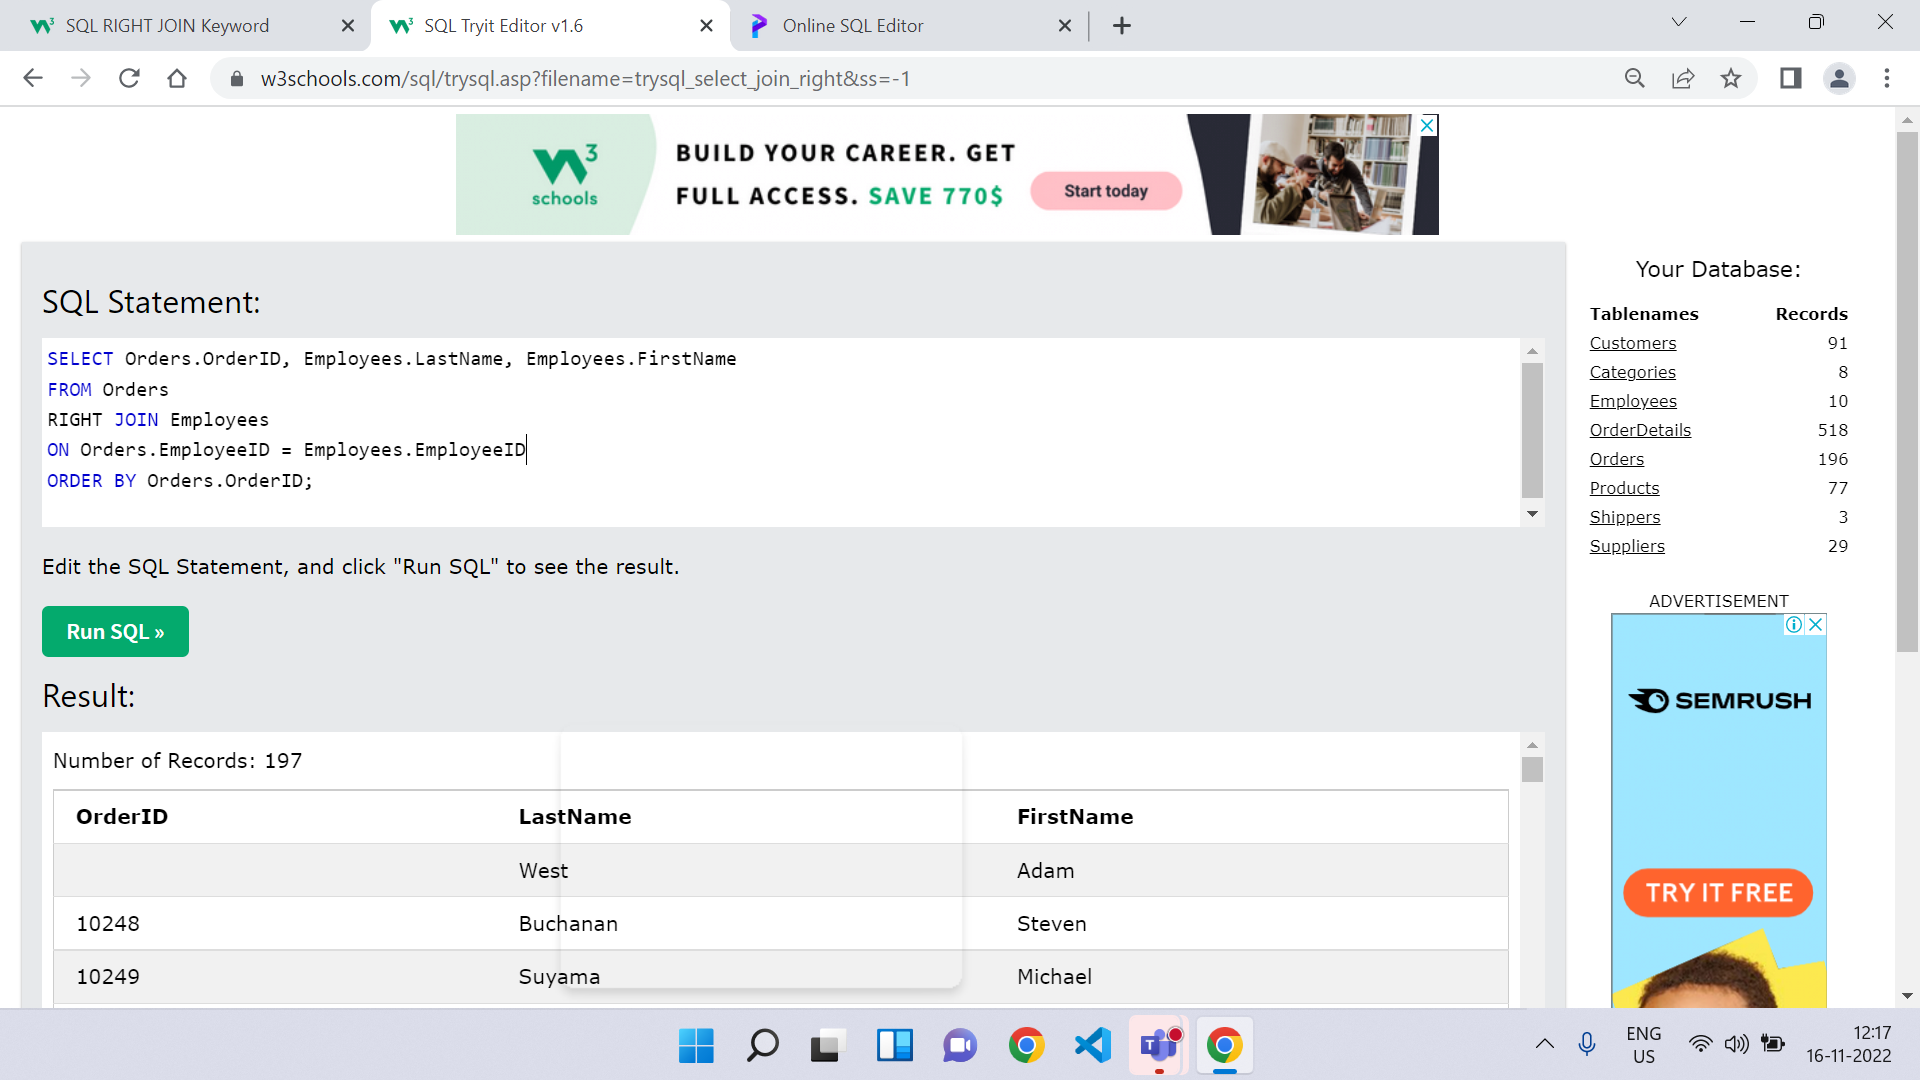 SQL RIGHT JOIN Keyword
SQL Tryit Editor v1.6
Online SQL Editor
w3schools.com/sql/trysql.asp?filename=trysql_select_join_right&ss=-1
3
schools
BUILD YOUR CAREER. GET
FULL ACCESS. SAVE 770$
Start today
SQL Statement:
SELECT Orders.OrderID, Employees.LastName, Employees.FirstName
FROM Orders
RIGHT JOIN Employees
ON Orders.EmployeeID = Employees.EmployeeID
ORDER BY Orders.OrderID;
Edit the SQL Statement, and click "Run SQL" to see the result.
Run SQL »
Result:
Number of Records: 197
OrderID LastName FirstName
West Adam
10248 Buchanan Steven
10249 Suyama Michael
Your Database:
Tablenames Records
Customers 91
Categories 8
Employees 10
OrderDetails 518
Orders 196
Products 77
Shippers 3
Suppliers 29
ADVERTISEMENT
SEMRUSH
TRY IT FREE
ENG
US
12:17
16-11-2022